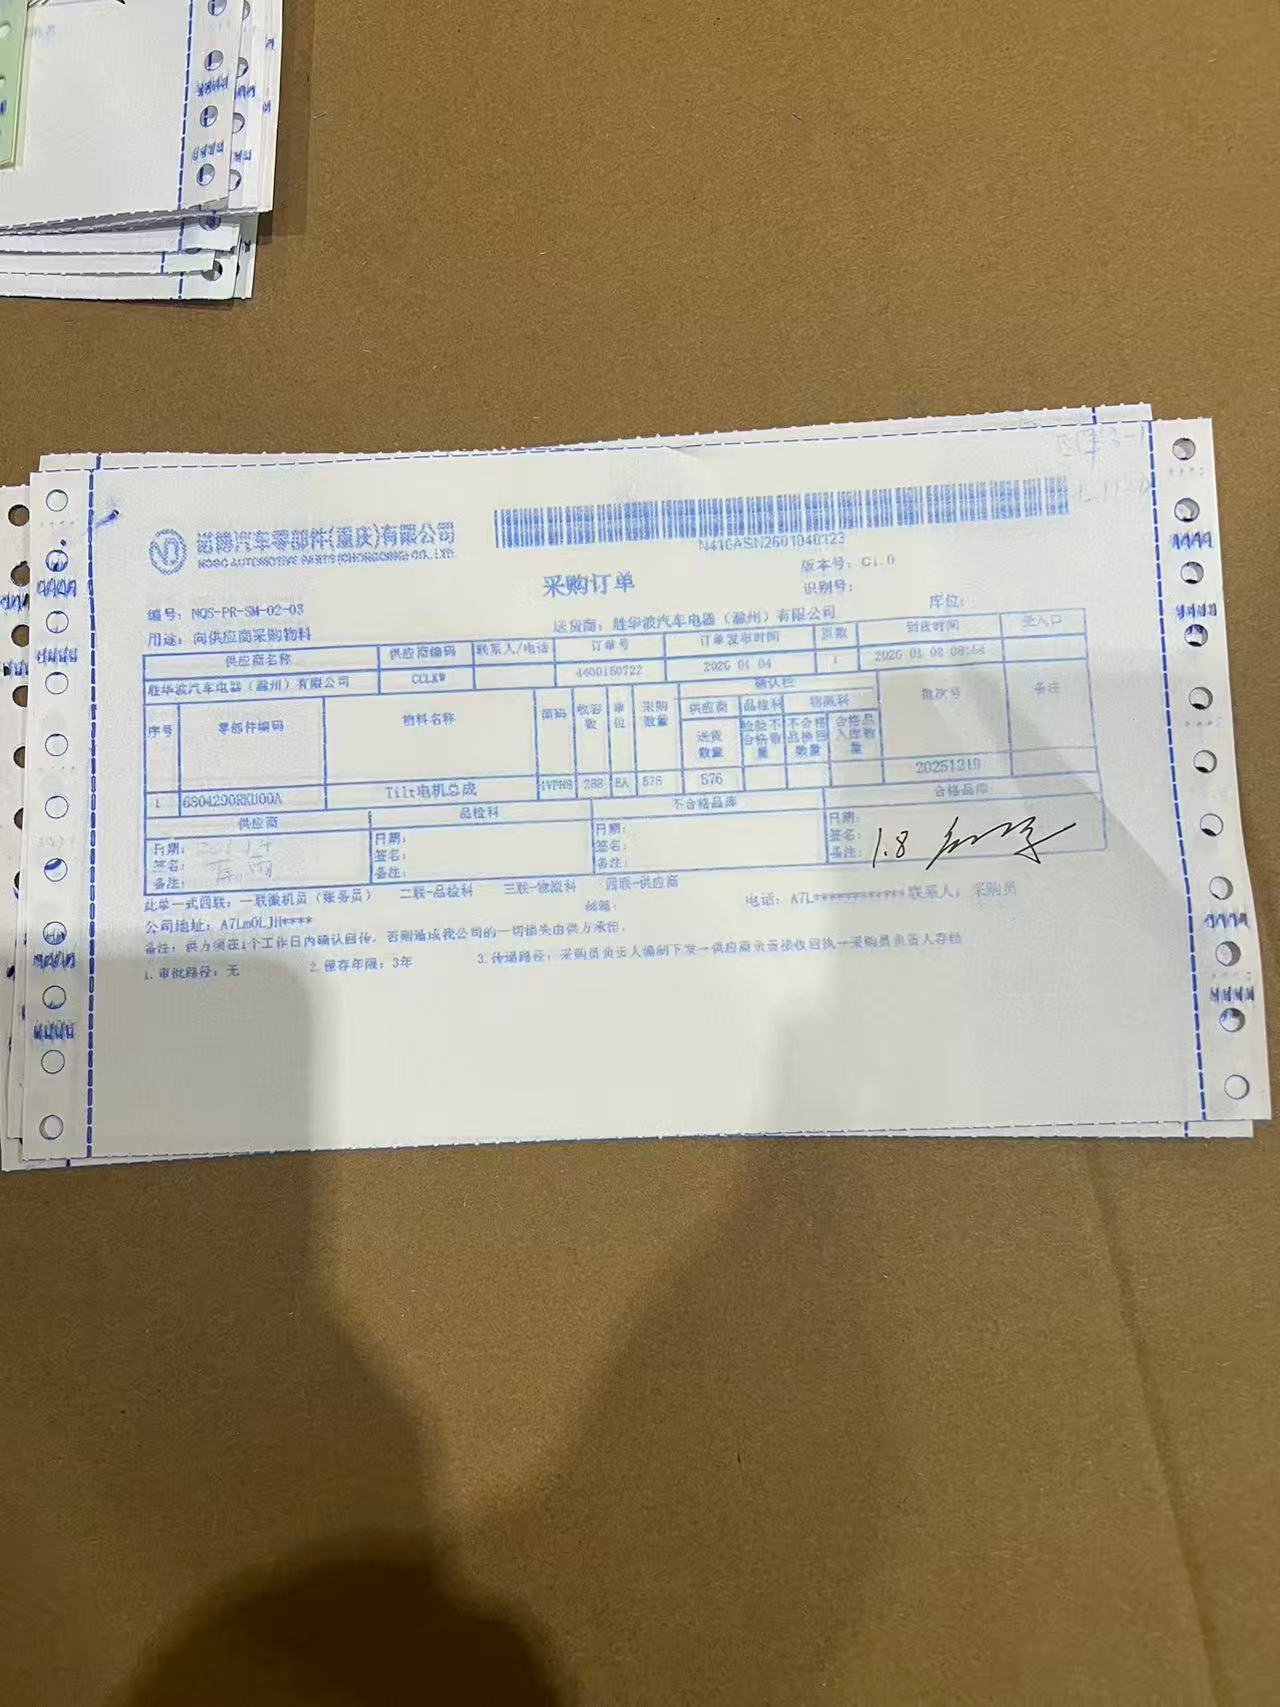 诺博汽车零部件(重庆)有限公司
NOBO AUTOMOTIVE PARTS (CHONGQING) CO., LTD.
N410ASN2601040723
采购订单
版本号：C1.0
识别号：
编号：NQS-PR-SM-02-03
用途：向供应商采购物料
送货商：胜华波汽车电器（滁州）有限公司
库位：
供应商名称 供应商编码 联系人/电话 订单号 订单发布时间 页数 到货时间 受入口
胜华波汽车电器（滁州）有限公司 CCLKW 4400160722 2026 01 04 1 2026 01 08
序号 零部件编码 物料名称 简码 收容数 单位 采购数量 确认栏 批次号 备注
供应商 品检科 物流科
送货数量 检验不合格数量 不合格品换回数量 合格品入库数量
1 6804290RKU00A Tilt电机总成 288 EA 576 576 20251210
供应商 品检科 不合格品库 合格品库
日期： 日期： 日期： 日期：
签名： 签名： 签名： 签名：
备注： 备注： 备注： 备注： 1.8
此单一式四联：一联微机员（账务员） 二联-品检科 三联-物流科 四联-供应商
公司地址：A7Lm0LJH**** 邮箱： 电话：A7L************联系人：采购员
备注：供方须在1个工作日内确认回传，否则造成我公司的一切损失由供方承担。
1.审批路径：无 2.保存年限：3年 3.传递路径：采购员负责人编制下发→供应商负责接收回执→采购员负责人存档